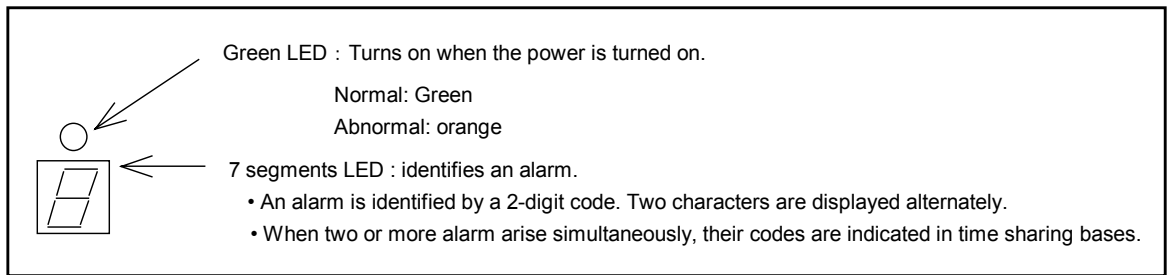 Green LED : Turns on when the power is turned on.
Normal: Green
Abnormal: orange
7 segments LED : identifies an alarm.
• An alarm is identified by a 2-digit code. Two characters are displayed alternately.
• When two or more alarm arise simultaneously, their codes are indicated in time sharing bases.